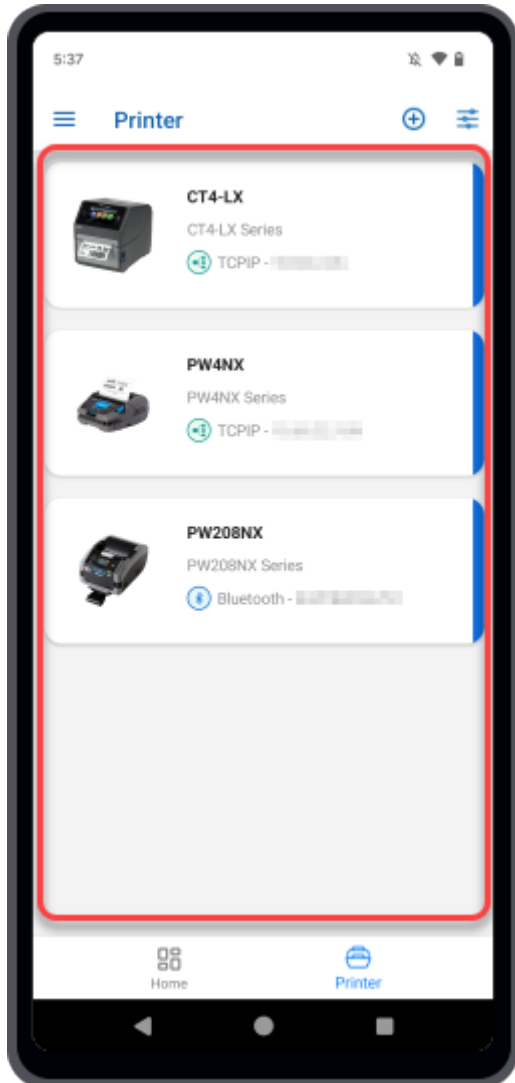 5:37
Printer
CT4-LX
CT4-LX Series
TCPIP -
PW4NX
PW4NX Series
TCPIP -
PW208NX
PW208NX Series
Bluetooth -
Home
Printer